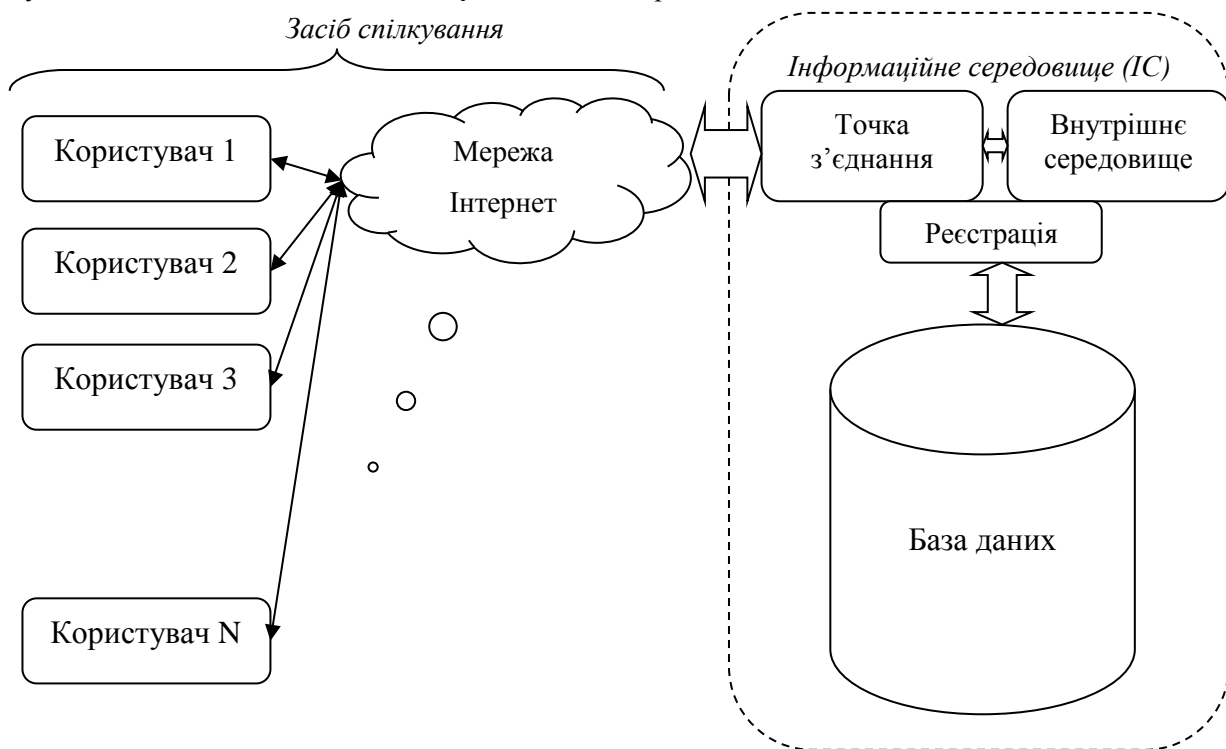 Засіб спілкування
Інформаційне середовище (ІС)
Користувач 1
Користувач 2
Користувач 3
Користувач N
Мережа
Інтернет
Точка
з’єднання
Внутрішнє
середовище
Реєстрація
База даних